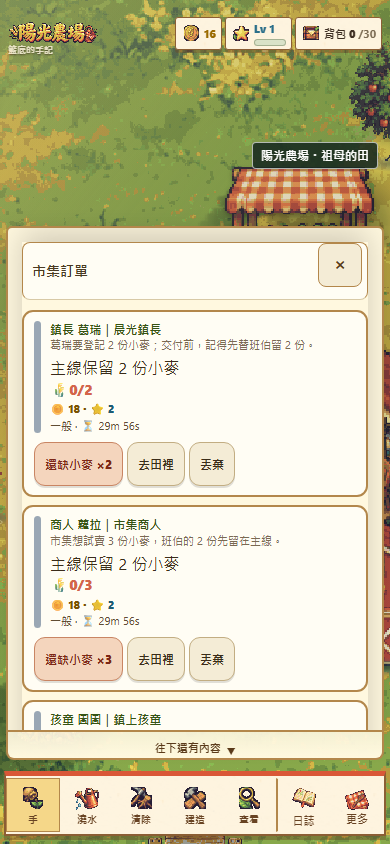 陽光農場
籃底的手記
16
Lv 1
背包 0 /30
陽光農場・祖母的田
市集訂單
×
鎮長 葛瑞｜晨光鎮長
葛瑞要登記 2 份小麥；交付前，記得先替班伯留 2 份。
主線保留 2 份小麥
0/2
18 · 2
一般 · 29m 56s
還缺小麥 ×2
去田裡
丟棄
商人 蘿拉｜市集商人
市集想試賣 3 份小麥，班伯的 2 份先留在主線。
主線保留 2 份小麥
0/3
18 · 2
一般 · 29m 56s
還缺小麥 ×3
去田裡
丟棄
孩童 圓圓｜鎮上孩童
往下還有內容 ▼
手
澆水
清除
建造
查看
日誌
更多